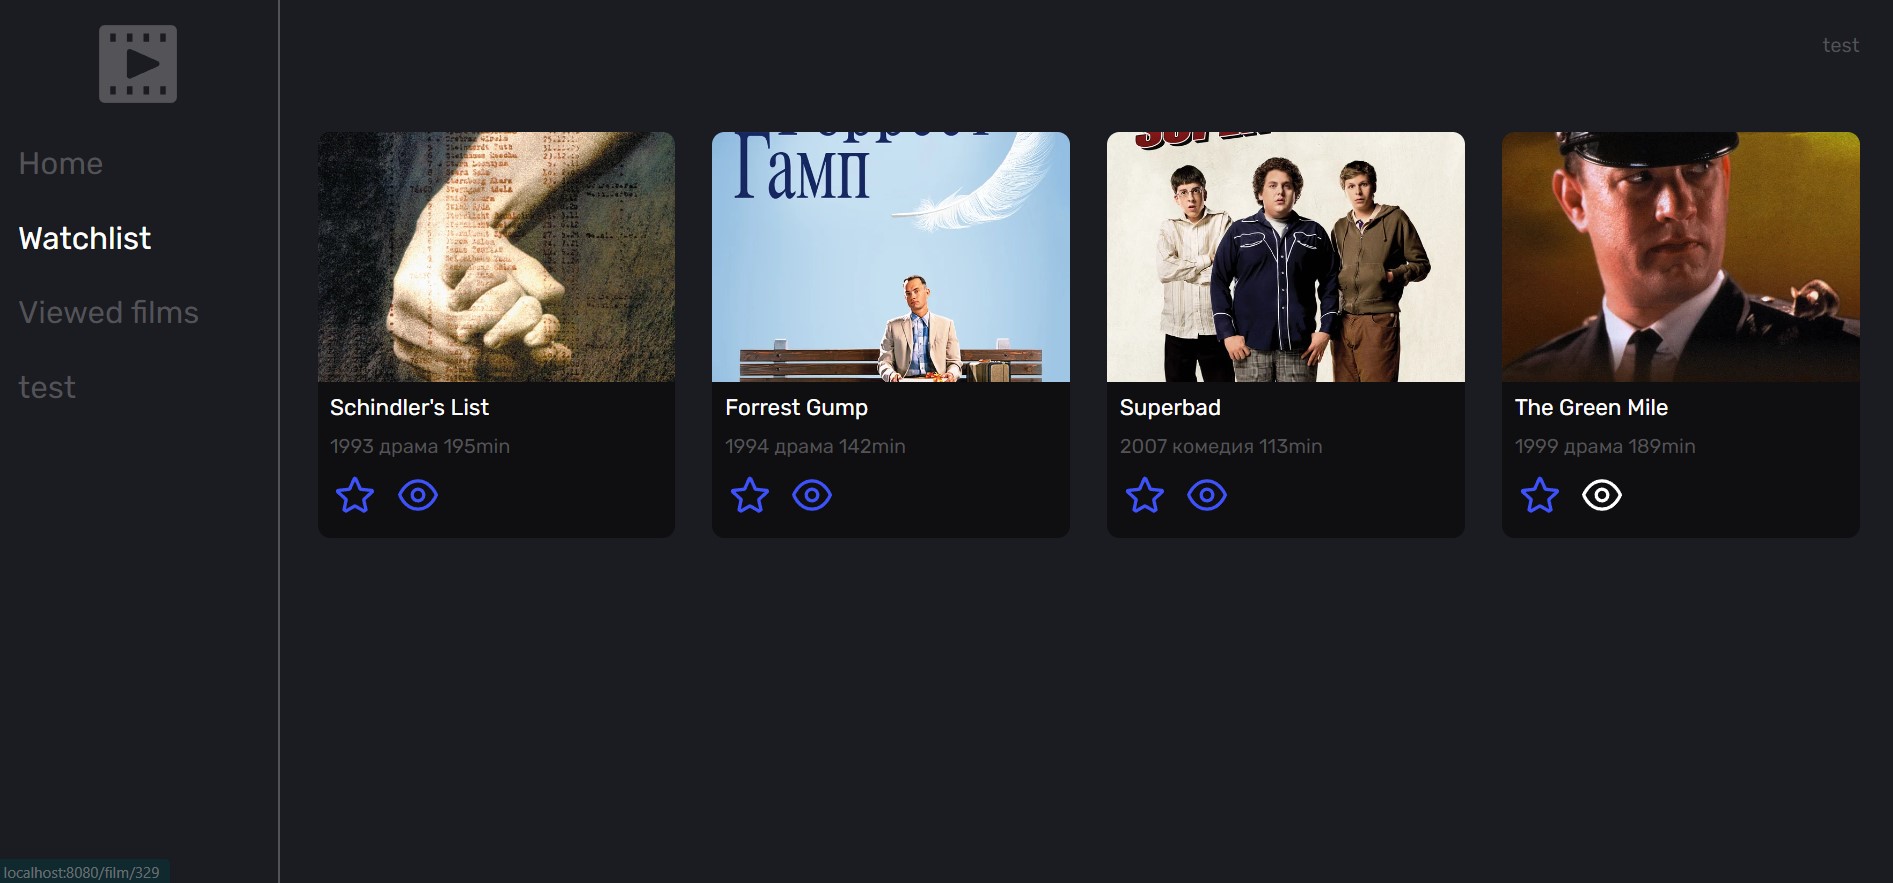 test
Home
Watchlist
Viewed films
test
Гамп
Schindler's List
1993 драма 195min
Forrest Gump
1994 драма 142min
Superbad
2007 комедия 113min
The Green Mile
1999 драма 189min
localhost:8080/film/329